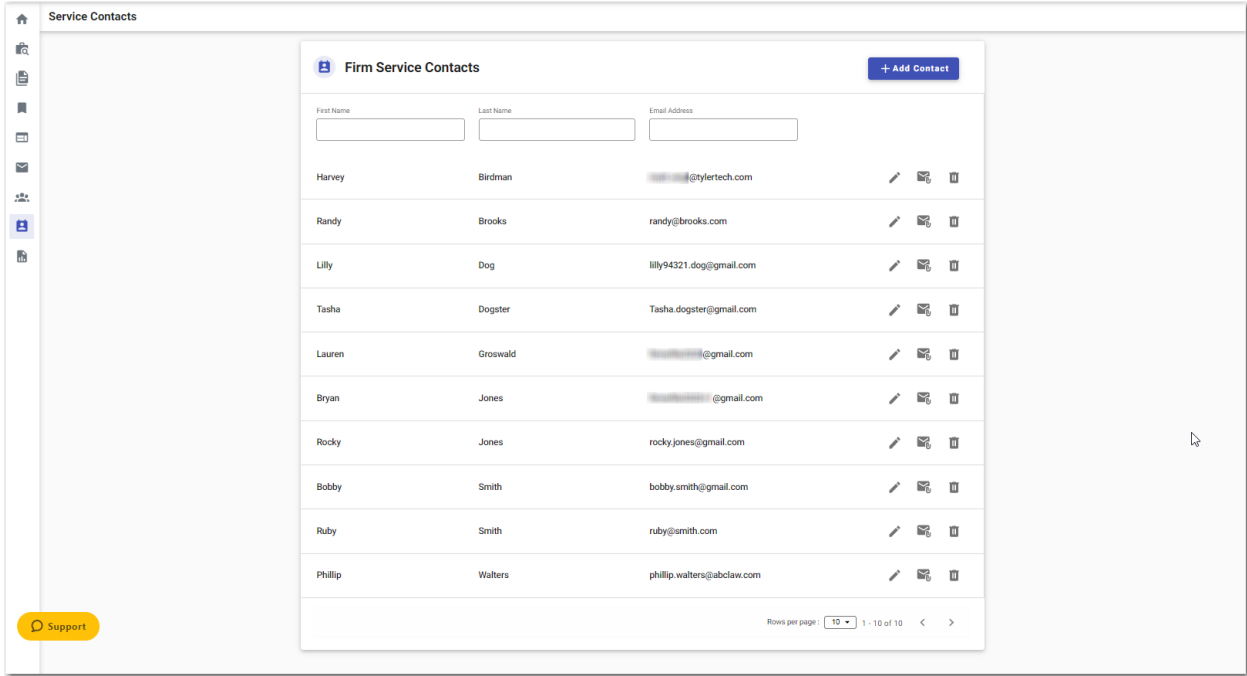 Service Contacts
Firm Service Contacts
+ Add Contact
First Name Last Name Email Address
Harvey Birdman @tylertech.com
Randy Brooks randy@brooks.com
Lilly Dog lilly94321.dog@gmail.com
Tasha Dogster Tasha.dogster@gmail.com
Lauren Groswald @gmail.com
Bryan Jones @gmail.com
Rocky Jones rocky.jones@gmail.com
Bobby Smith bobby.smith@gmail.com
Ruby Smith ruby@smith.com
Phillip Walters phillip.walters@abclaw.com
Rows per page: 10 1 - 10 of 10
Support